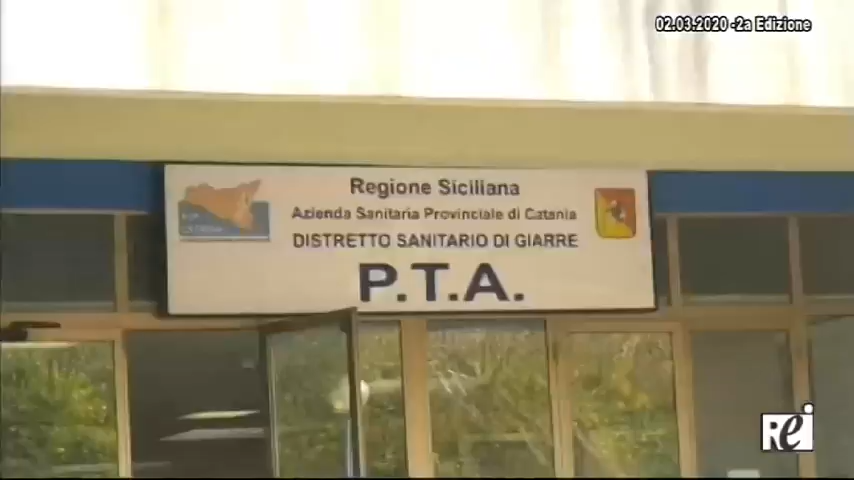 02.03.2020 -2a Edizione
Regione Siciliana
Azienda Sanitaria Provinciale di Catania
DISTRETTO SANITARIO DI GIARRE
P.T.A.
REi